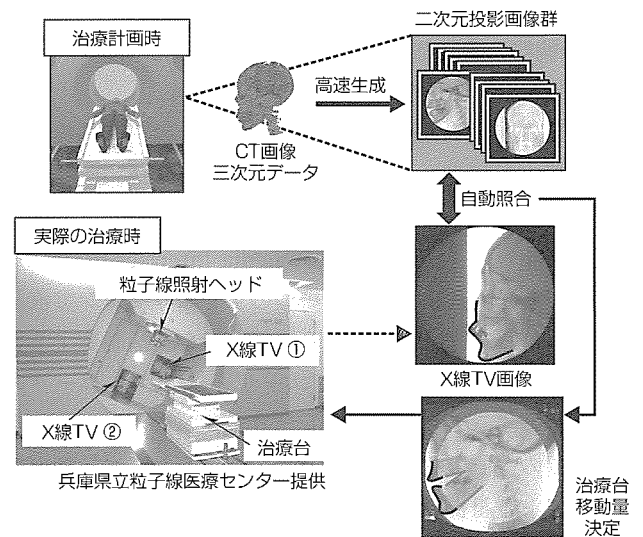 治療計画時
二次元投影画像群
高速生成
CT画像
三次元データ
自動照合
実際の治療時
粒子線照射ヘッド
X線TV ①
X線TV画像
X線TV ②
治療台
兵庫県立粒子線医療センター提供
治療台
移動量
決定